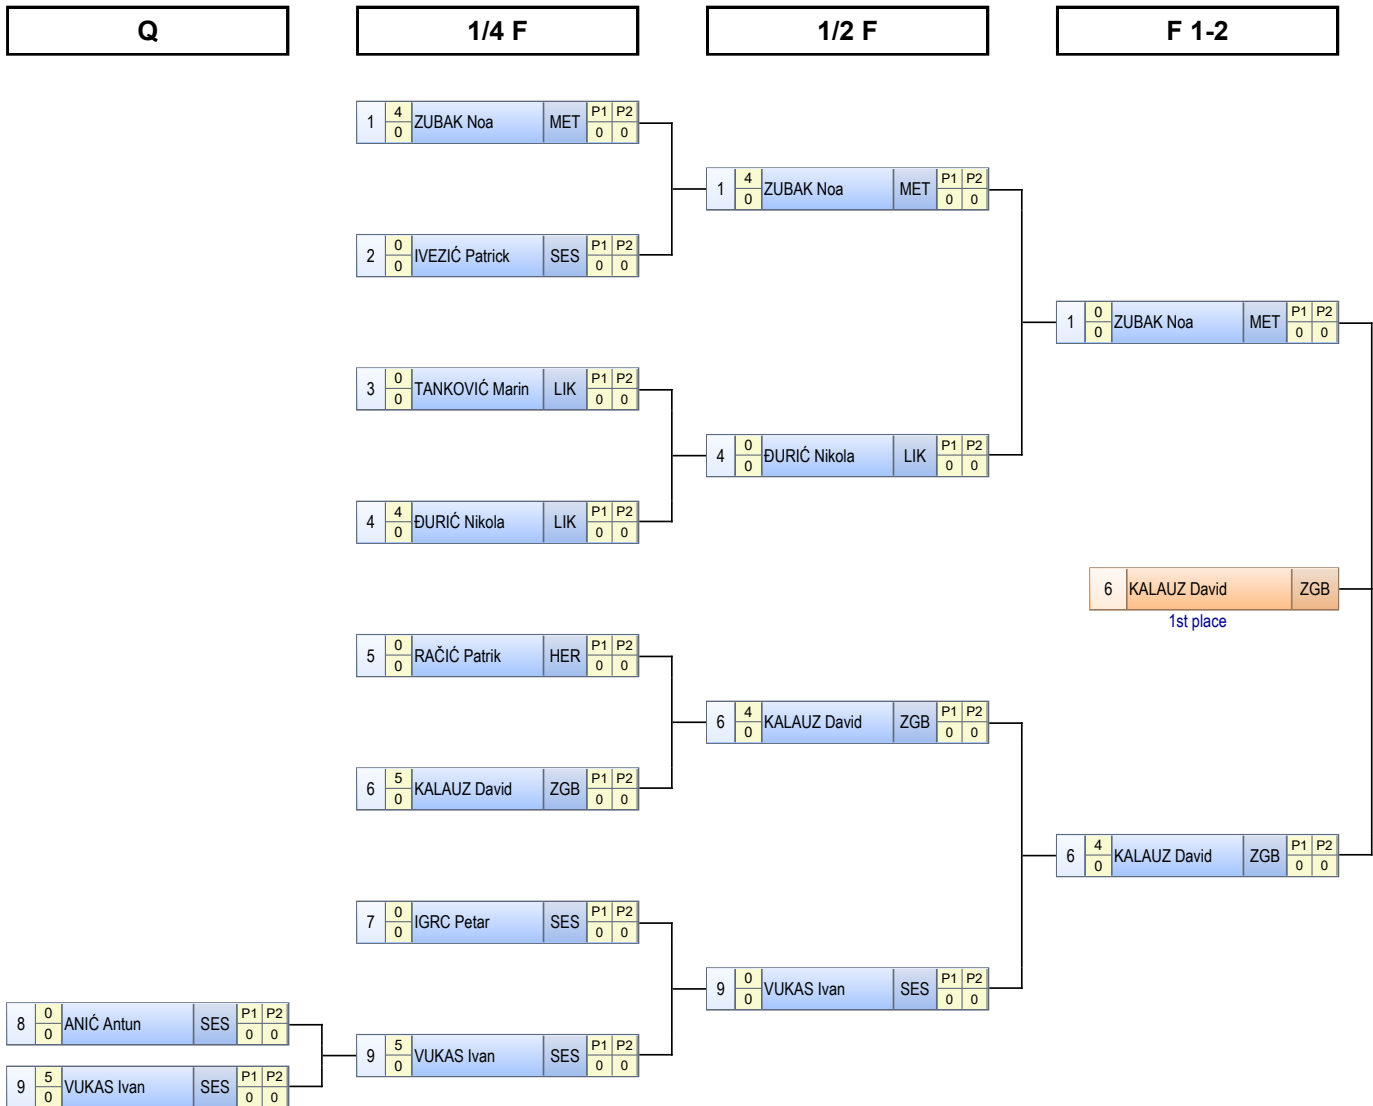 Q 1/4 F 1/2 F F 1-2
1 4 0 ZUBAK Noa MET P1 P2 0 0
2 0 0 IVEZIĆ Patrick SES P1 P2 0 0
3 0 0 TANKOVIĆ Marin LIK P1 P2 0 0
4 4 0 ĐURIĆ Nikola LIK P1 P2 0 0
5 0 0 RAČIĆ Patrik HER P1 P2 0 0
6 5 0 KALAUZ David ZGB P1 P2 0 0
7 0 0 IGRC Petar SES P1 P2 0 0
8 0 0 ANIĆ Antun SES P1 P2 0 0
9 5 0 VUKAS Ivan SES P1 P2 0 0
9 5 0 VUKAS Ivan SES P1 P2 0 0
1 4 0 ZUBAK Noa MET P1 P2 0 0
4 0 0 ĐURIĆ Nikola LIK P1 P2 0 0
6 4 0 KALAUZ David ZGB P1 P2 0 0
9 0 0 VUKAS Ivan SES P1 P2 0 0
1 0 0 ZUBAK Noa MET P1 P2 0 0
6 KALAUZ David ZGB
1st place
6 4 0 KALAUZ David ZGB P1 P2 0 0